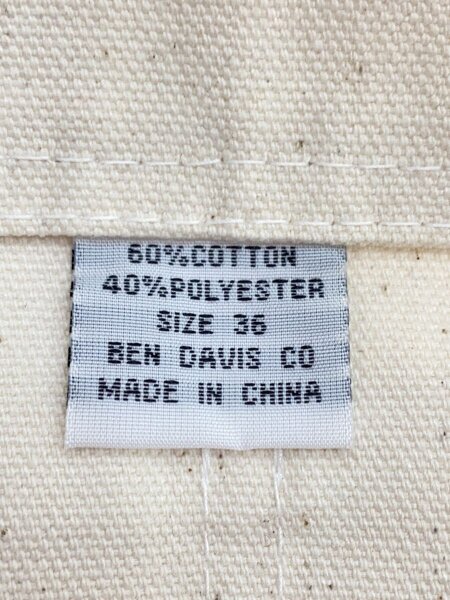 60%COTTON
40%POLYESTER
SIZE 36
BEN DAVIS CO
MADE IN CHINA